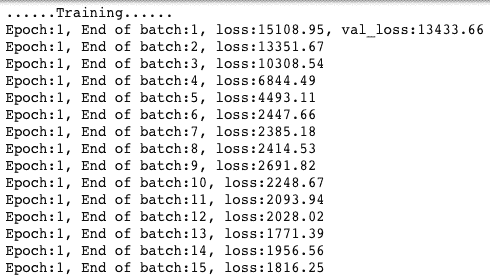 ......Training......
Epoch:1, End of batch:1, loss:15108.95, val_loss:13433.66
Epoch:1, End of batch:2, loss:13351.67
Epoch:1, End of batch:3, loss:10308.54
Epoch:1, End of batch:4, loss:6844.49
Epoch:1, End of batch:5, loss:4493.11
Epoch:1, End of batch:6, loss:2447.66
Epoch:1, End of batch:7, loss:2385.18
Epoch:1, End of batch:8, loss:2414.53
Epoch:1, End of batch:9, loss:2691.82
Epoch:1, End of batch:10, loss:2248.67
Epoch:1, End of batch:11, loss:2093.94
Epoch:1, End of batch:12, loss:2028.02
Epoch:1, End of batch:13, loss:1771.39
Epoch:1, End of batch:14, loss:1956.56
Epoch:1, End of batch:15, loss:1816.25